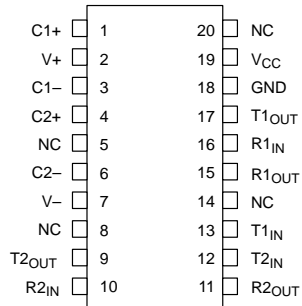 C1+ 1 20 NC
V+ 2 19 VCC
C1– 3 18 GND
C2+ 4 17 T1OUT
NC 5 16 R1IN
C2– 6 15 R1OUT
V– 7 14 NC
NC 8 13 T1IN
T2OUT 9 12 T2IN
R2IN 10 11 R2OUT